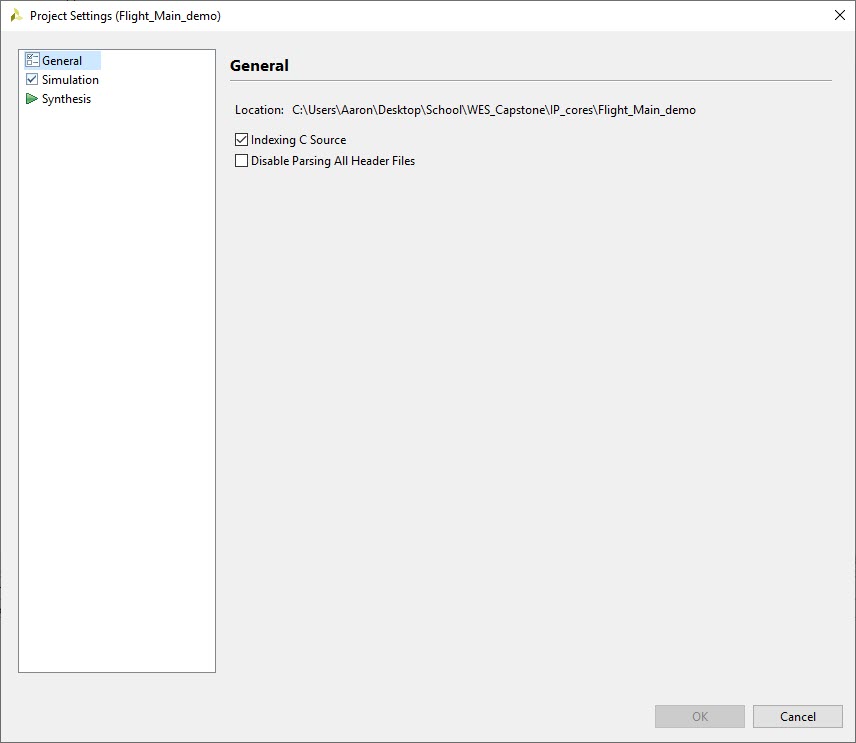 Project Settings (Flight_Main_demo)
General
Simulation
Synthesis
General
Location: C:\Users\Aaron\Desktop\School\WES_Capstone\IP_cores\Flight_Main_demo
Indexing C Source
Disable Parsing All Header Files
OK
Cancel